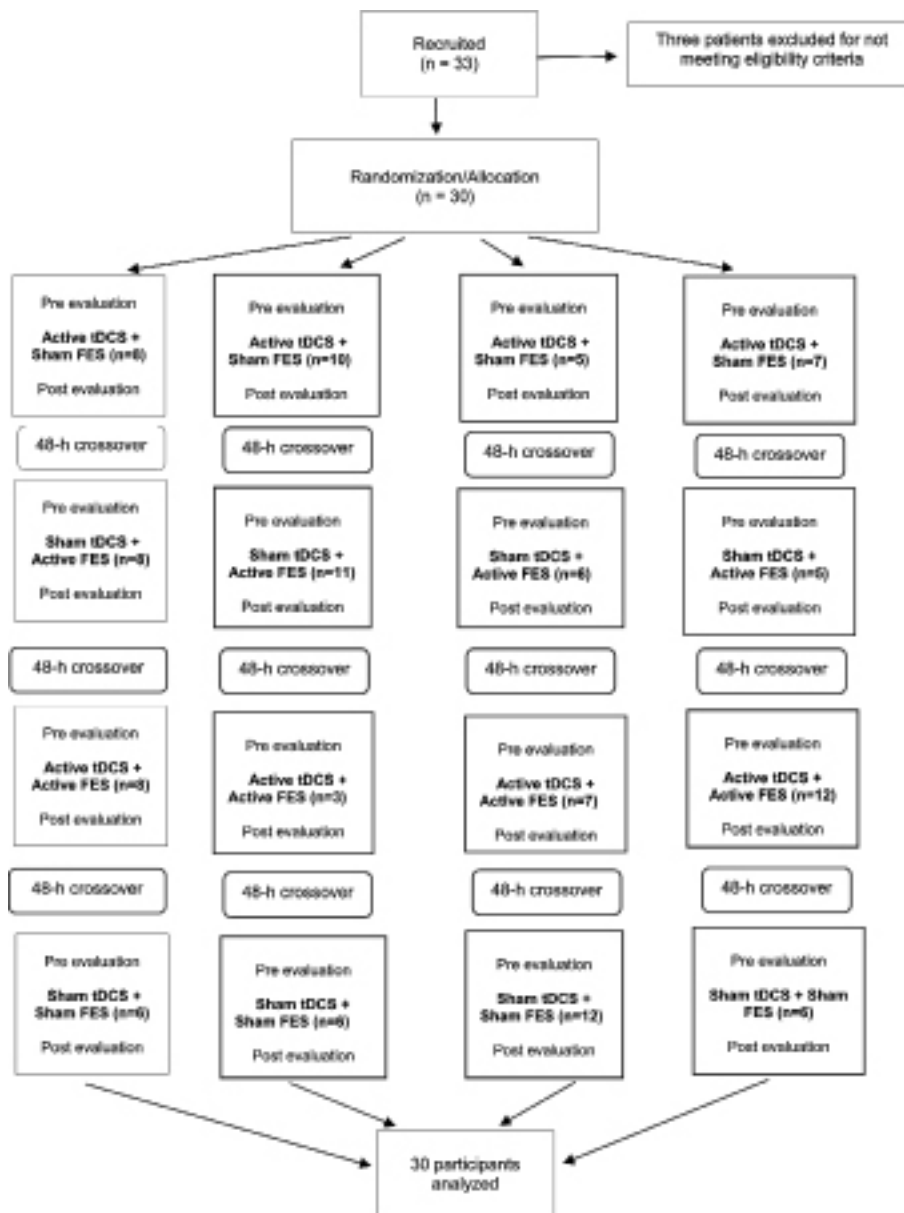 Recruited
(n = 33)
Three patients excluded for not
meeting eligibility criteria
Randomization/Allocation
(n = 30)
Pre evaluation
Active tDCS +
Sham FES (n=8)
Post evaluation
Pre evaluation
Active tDCS +
Sham FES (n=10)
Post evaluation
Pre evaluation
Active tDCS +
Sham FES (n=5)
Post evaluation
Pre evaluation
Active tDCS +
Sham FES (n=7)
Post evaluation
48-h crossover
48-h crossover
48-h crossover
48-h crossover
Pre evaluation
Sham tDCS +
Active FES (n=8)
Post evaluation
Pre evaluation
Sham tDCS +
Active FES (n=11)
Post evaluation
Pre evaluation
Sham tDCS +
Active FES (n=6)
Post evaluation
Pre evaluation
Sham tDCS +
Active FES (n=5)
Post evaluation
48-h crossover
48-h crossover
48-h crossover
48-h crossover
Pre evaluation
Active tDCS +
Active FES (n=8)
Post evaluation
Pre evaluation
Active tDCS +
Active FES (n=3)
Post evaluation
Pre evaluation
Active tDCS +
Active FES (n=7)
Post evaluation
Pre evaluation
Active tDCS +
Active FES (n=12)
Post evaluation
48-h crossover
48-h crossover
48-h crossover
48-h crossover
Pre evaluation
Sham tDCS +
Sham FES (n=6)
Post evaluation
Pre evaluation
Sham tDCS +
Sham FES (n=6)
Post evaluation
Pre evaluation
Sham tDCS +
Sham FES (n=12)
Post evaluation
Pre evaluation
Sham tDCS + Sham
FES (n=6)
Post evaluation
30 participants
analyzed